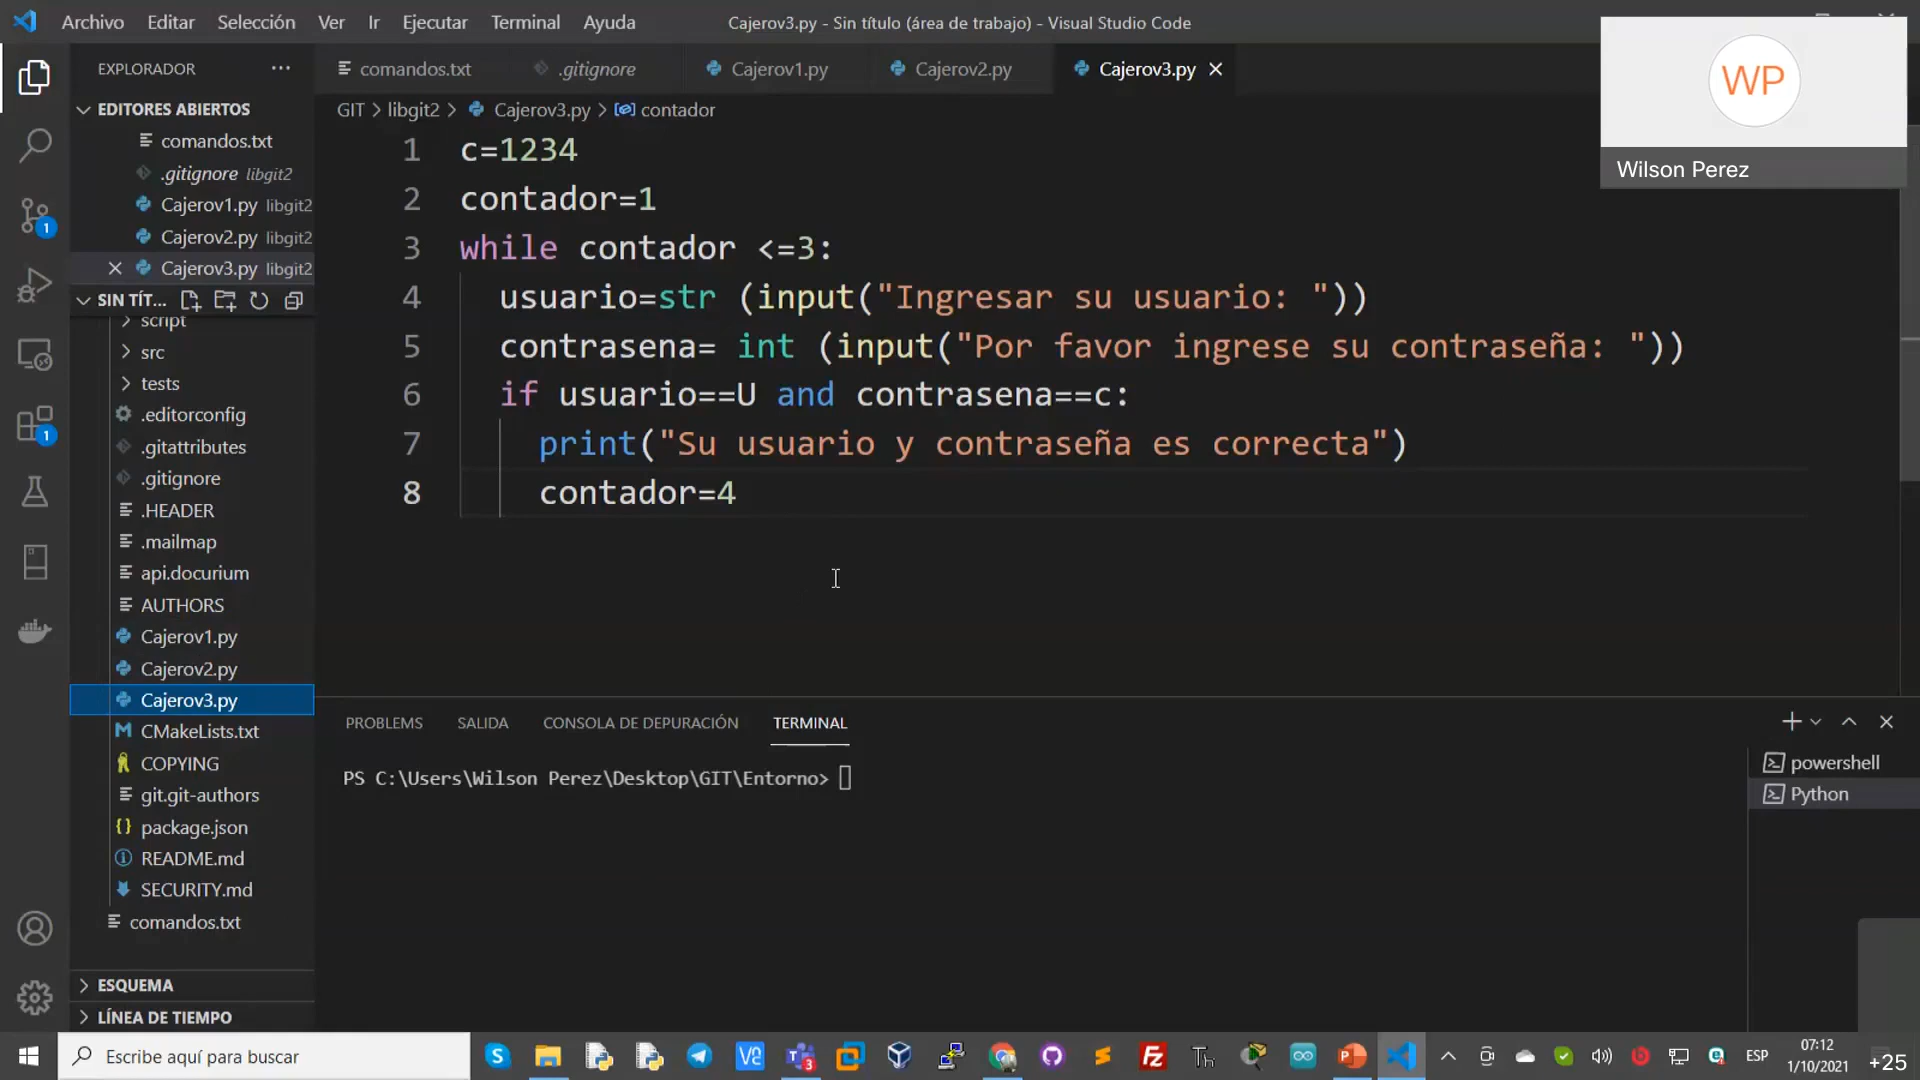 Archivo Editar Selección Ver Ir Ejecutar Terminal Ayuda
Cajerov3.py - Sin título (área de trabajo) - Visual Studio Code
WP
Wilson Perez
EXPLORADOR
comandos.txt
.gitignore
Cajerov1.py
Cajerov2.py
Cajerov3.py
EDITORES ABIERTOS
comandos.txt
.gitignore libgit2
Cajerov1.py libgit2
Cajerov2.py libgit2
Cajerov3.py libgit2
SIN TÍT...
script
src
tests
.editorconfig
.gitattributes
.gitignore
.HEADER
.mailmap
api.docurium
AUTHORS
Cajerov1.py
Cajerov2.py
Cajerov3.py
CMakeLists.txt
COPYING
git.git-authors
package.json
README.md
SECURITY.md
comandos.txt
ESQUEMA
LÍNEA DE TIEMPO
1
1
GIT > libgit2 > Cajerov3.py > contador
1 c=1234
2 contador=1
3 while contador <=3:
4 usuario=str (input("Ingresar su usuario: "))
5 contrasena= int (input("Por favor ingrese su contraseña: "))
6 if usuario==U and contrasena==c:
7 print("Su usuario y contraseña es correcta")
8 contador=4
PROBLEMS SALIDA CONSOLA DE DEPURACIÓN TERMINAL
PS C:\Users\Wilson Perez\Desktop\GIT\Entorno>
powershell
Python
Escribe aquí para buscar
ESP
07:12
1/10/2021
+25